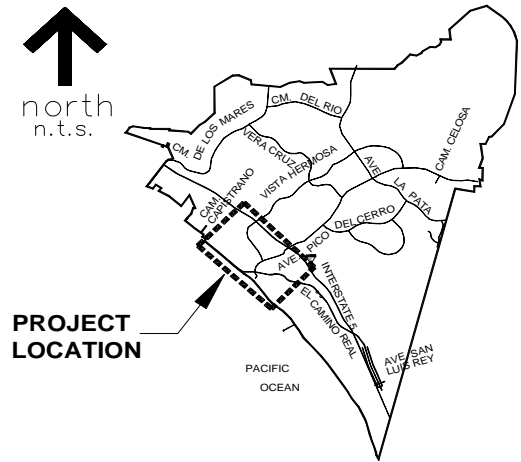 north
n.t.s.
CM. DE LOS MARES
CM. DEL RIO
VERA CRUZ
VISTA HERMOSA
AVE. LA PATA
CAM. CELOSA
CAM. CAPISTRANO
AVE. PICO
DEL CERRO
INTERSTATE 5
EL CAMINO REAL
PROJECT
LOCATION
AVE. SAN
LUIS REY
PACIFIC
OCEAN